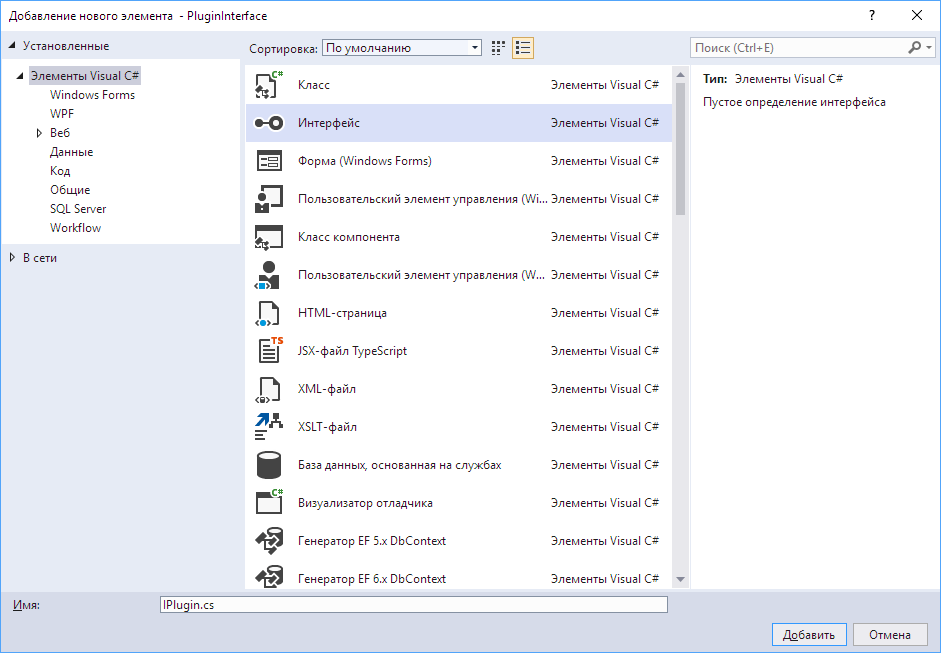 Добавление нового элемента - PluginInterface
Установленные
Элементы Visual C#
Windows Forms
WPF
Веб
Данные
Код
Общие
SQL Server
Workflow
В сети
Сортировка: По умолчанию
C# Класс Элементы Visual C#
Интерфейс Элементы Visual C#
Форма (Windows Forms) Элементы Visual C#
Пользовательский элемент управления (Wi... Элементы Visual C#
Класс компонента Элементы Visual C#
Пользовательский элемент управления (W... Элементы Visual C#
HTML-страница Элементы Visual C#
TS JSX-файл TypeScript Элементы Visual C#
XML-файл Элементы Visual C#
XSLT-файл Элементы Visual C#
База данных, основанная на службах Элементы Visual C#
C# Визуализатор отладчика Элементы Visual C#
Генератор EF 5.x DbContext Элементы Visual C#
Генератор EF 6.x DbContext Элементы Visual C#
Поиск (Ctrl+E)
Тип: Элементы Visual C#
Пустое определение интерфейса
Имя: IPlugin.cs
Добавить Отмена